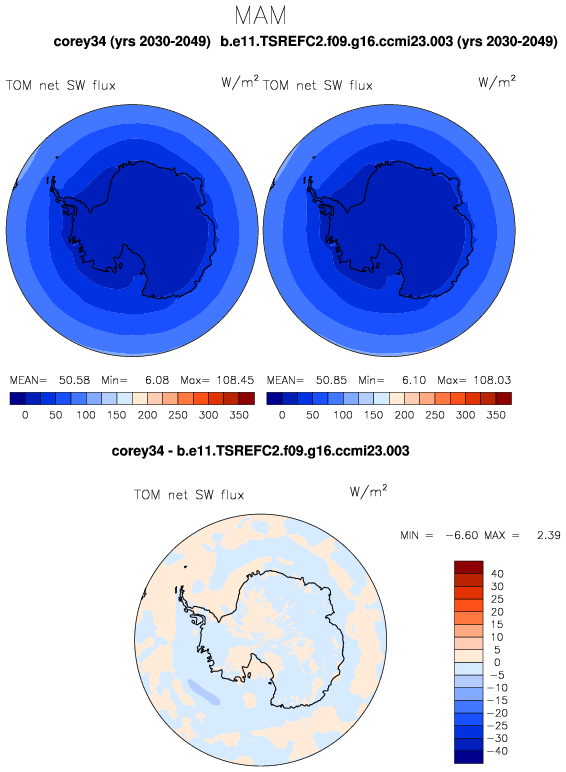 MAM
corey34 (yrs 2030-2049) b.e11.TSREFC2.f09.g16.ccmi23.003 (yrs 2030-2049)
TOM net SW flux W/m² TOM net SW flux W/m²
MEAN= 50.58 Min= 6.08 Max= 108.45 MEAN= 50.85 Min= 6.10 Max= 108.03
0 50 100 150 200 250 300 350 0 50 100 150 200 250 300 350
corey34 - b.e11.TSREFC2.f09.g16.ccmi23.003
TOM net SW flux W/m²
MIN = -6.60 MAX = 2.39
40
30
25
20
15
10
5
0
-5
-10
-15
-20
-25
-30
-40